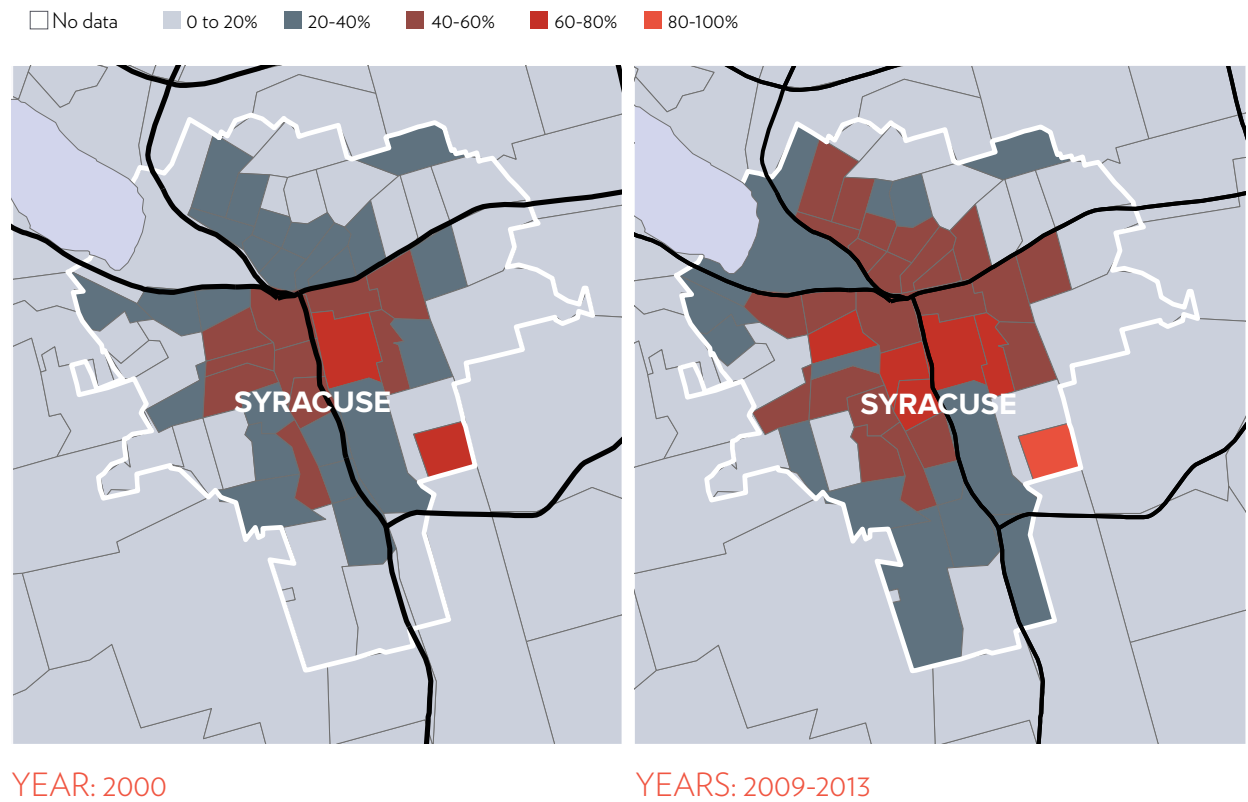 No data 0 to 20% 20-40% 40-60% 60-80% 80-100%
SYRACUSE SYRACUSE
YEAR: 2000 YEARS: 2009-2013